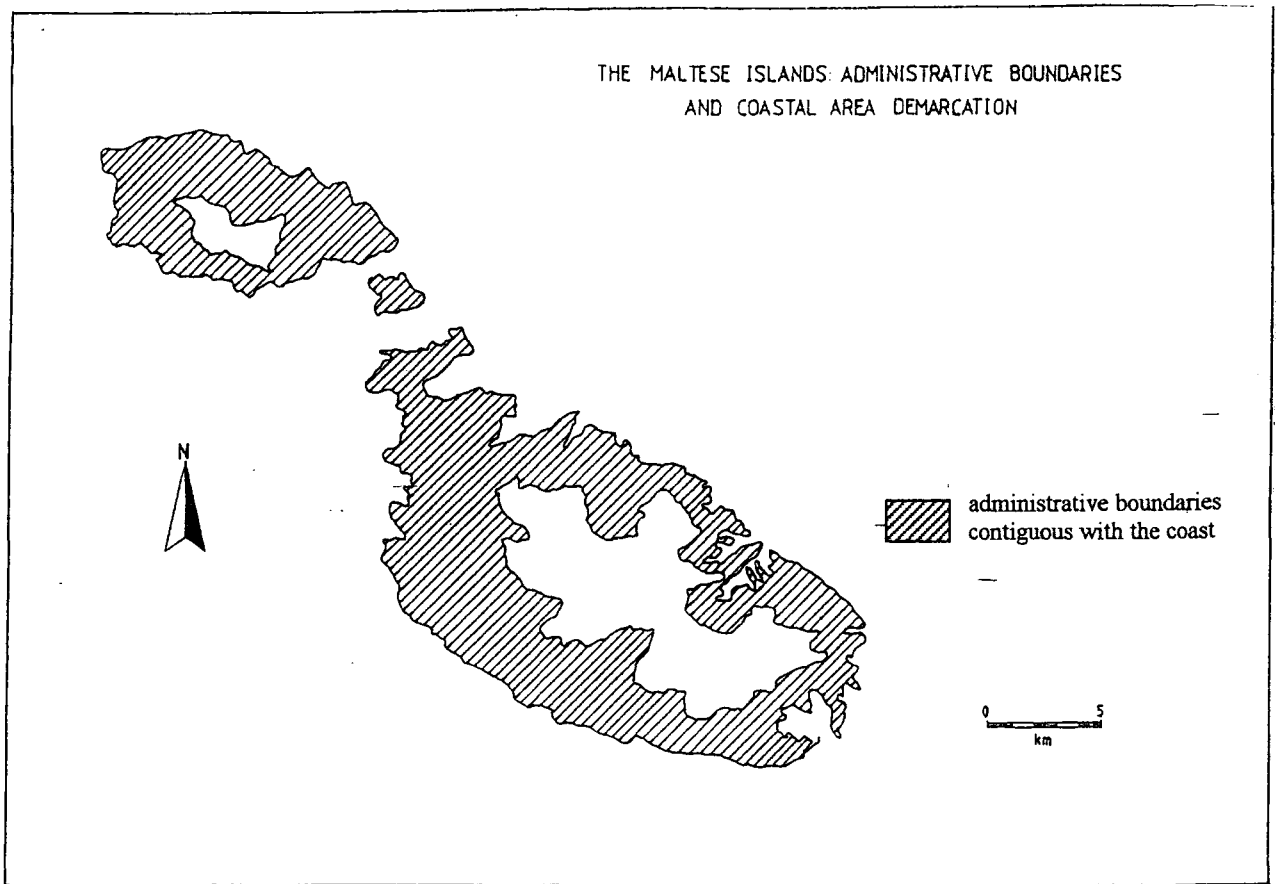 THE MALTESE ISLANDS: ADMINISTRATIVE BOUNDARIES
AND COASTAL AREA DEMARCATION
N
administrative boundaries
contiguous with the coast
0 5
km